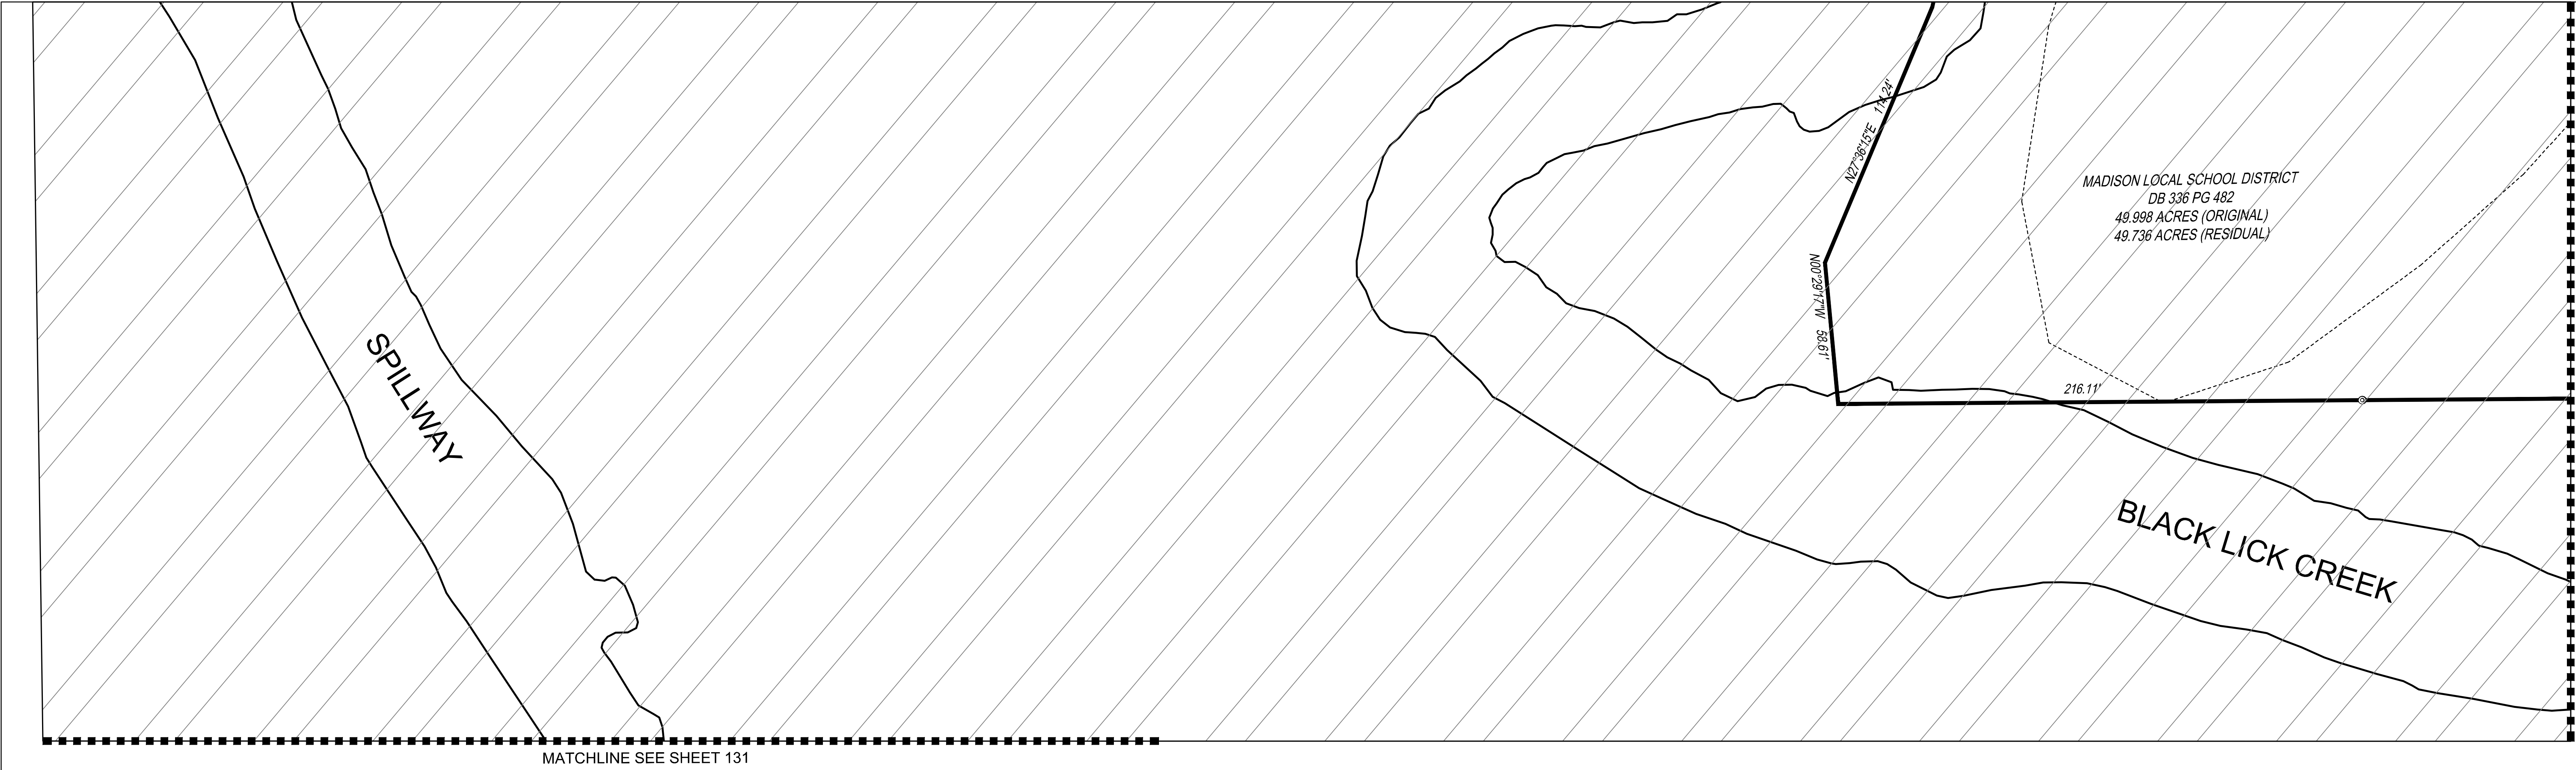 N27°36'15"E 114.24'
MADISON LOCAL SCHOOL DISTRICT
DB 336 PG 482
49.998 ACRES (ORIGINAL)
49.736 ACRES (RESIDUAL)
N00°29'17"W 58.61'
216.11'
SPILLWAY
BLACK LICK CREEK
MATCHLINE SEE SHEET 131